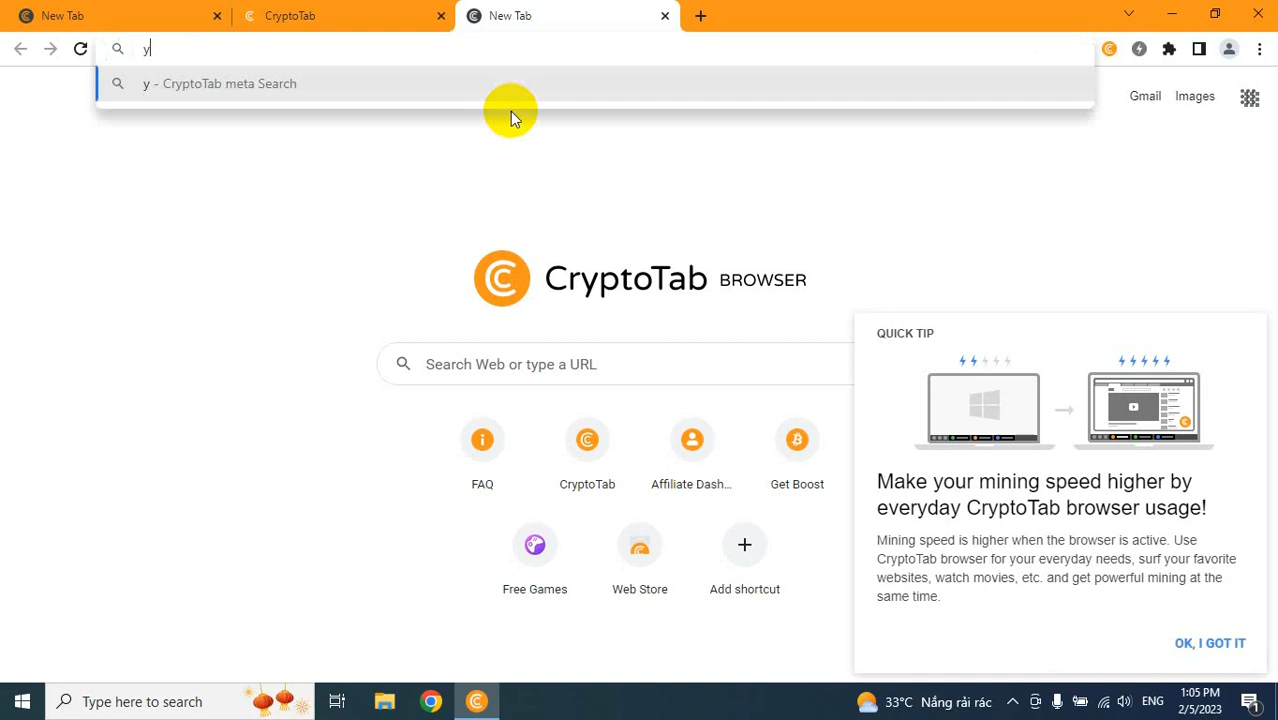 New Tab
CryptoTab
New Tab
y
y - CryptoTab meta Search
Gmail
Images
CryptoTab BROWSER
Search Web or type a URL
FAQ
CryptoTab
Affiliate Dash...
Get Boost
Free Games
Web Store
Add shortcut
QUICK TIP
Make your mining speed higher by
everyday CryptoTab browser usage!
Mining speed is higher when the browser is active. Use
CryptoTab browser for your everyday needs, surf your favorite
websites, watch movies, etc. and get powerful mining at the
same time.
OK, I GOT IT
Type here to search
33°C Nắng rải rác
ENG
1:05 PM
2/5/2023
1